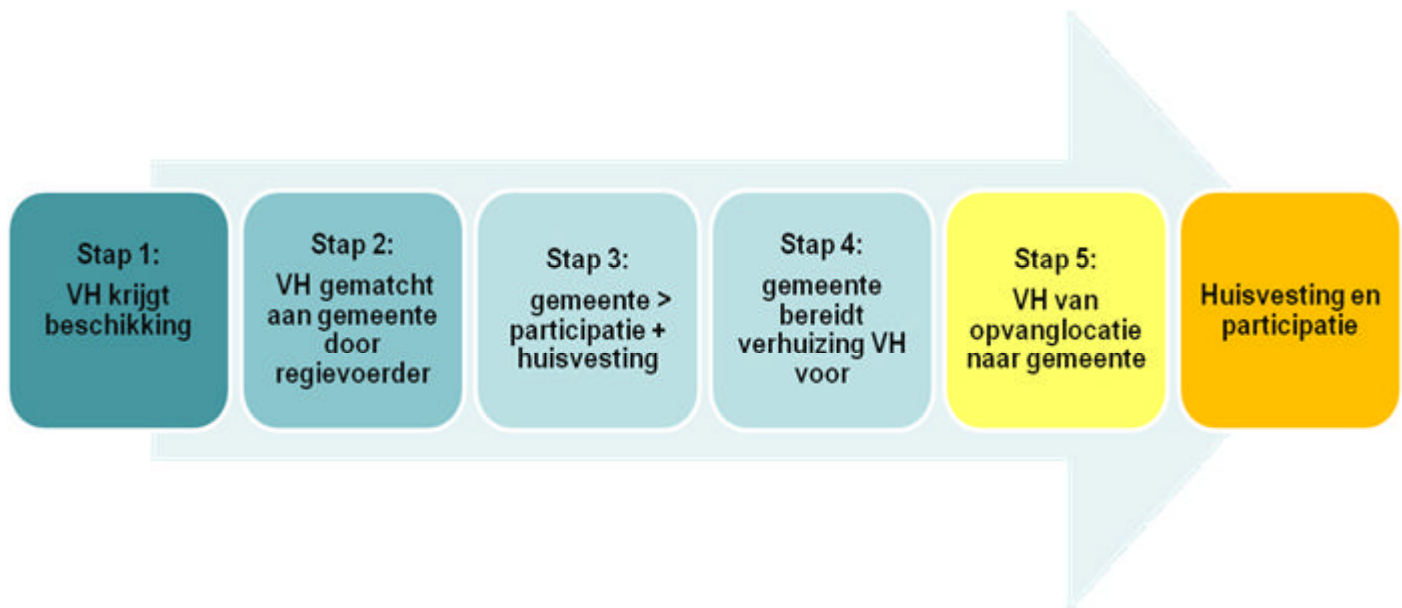 Stap 1:
VH krijgt
beschikking
Stap 2:
VH gematcht
aan gemeente
door
regievoerder
Stap 3:
gemeente >
participatie +
huisvesting
Stap 4:
gemeente
bereidt
verhuizing VH
voor
Stap 5:
VH van
opvanglocatie
naar gemeente
Huisvesting en
participatie